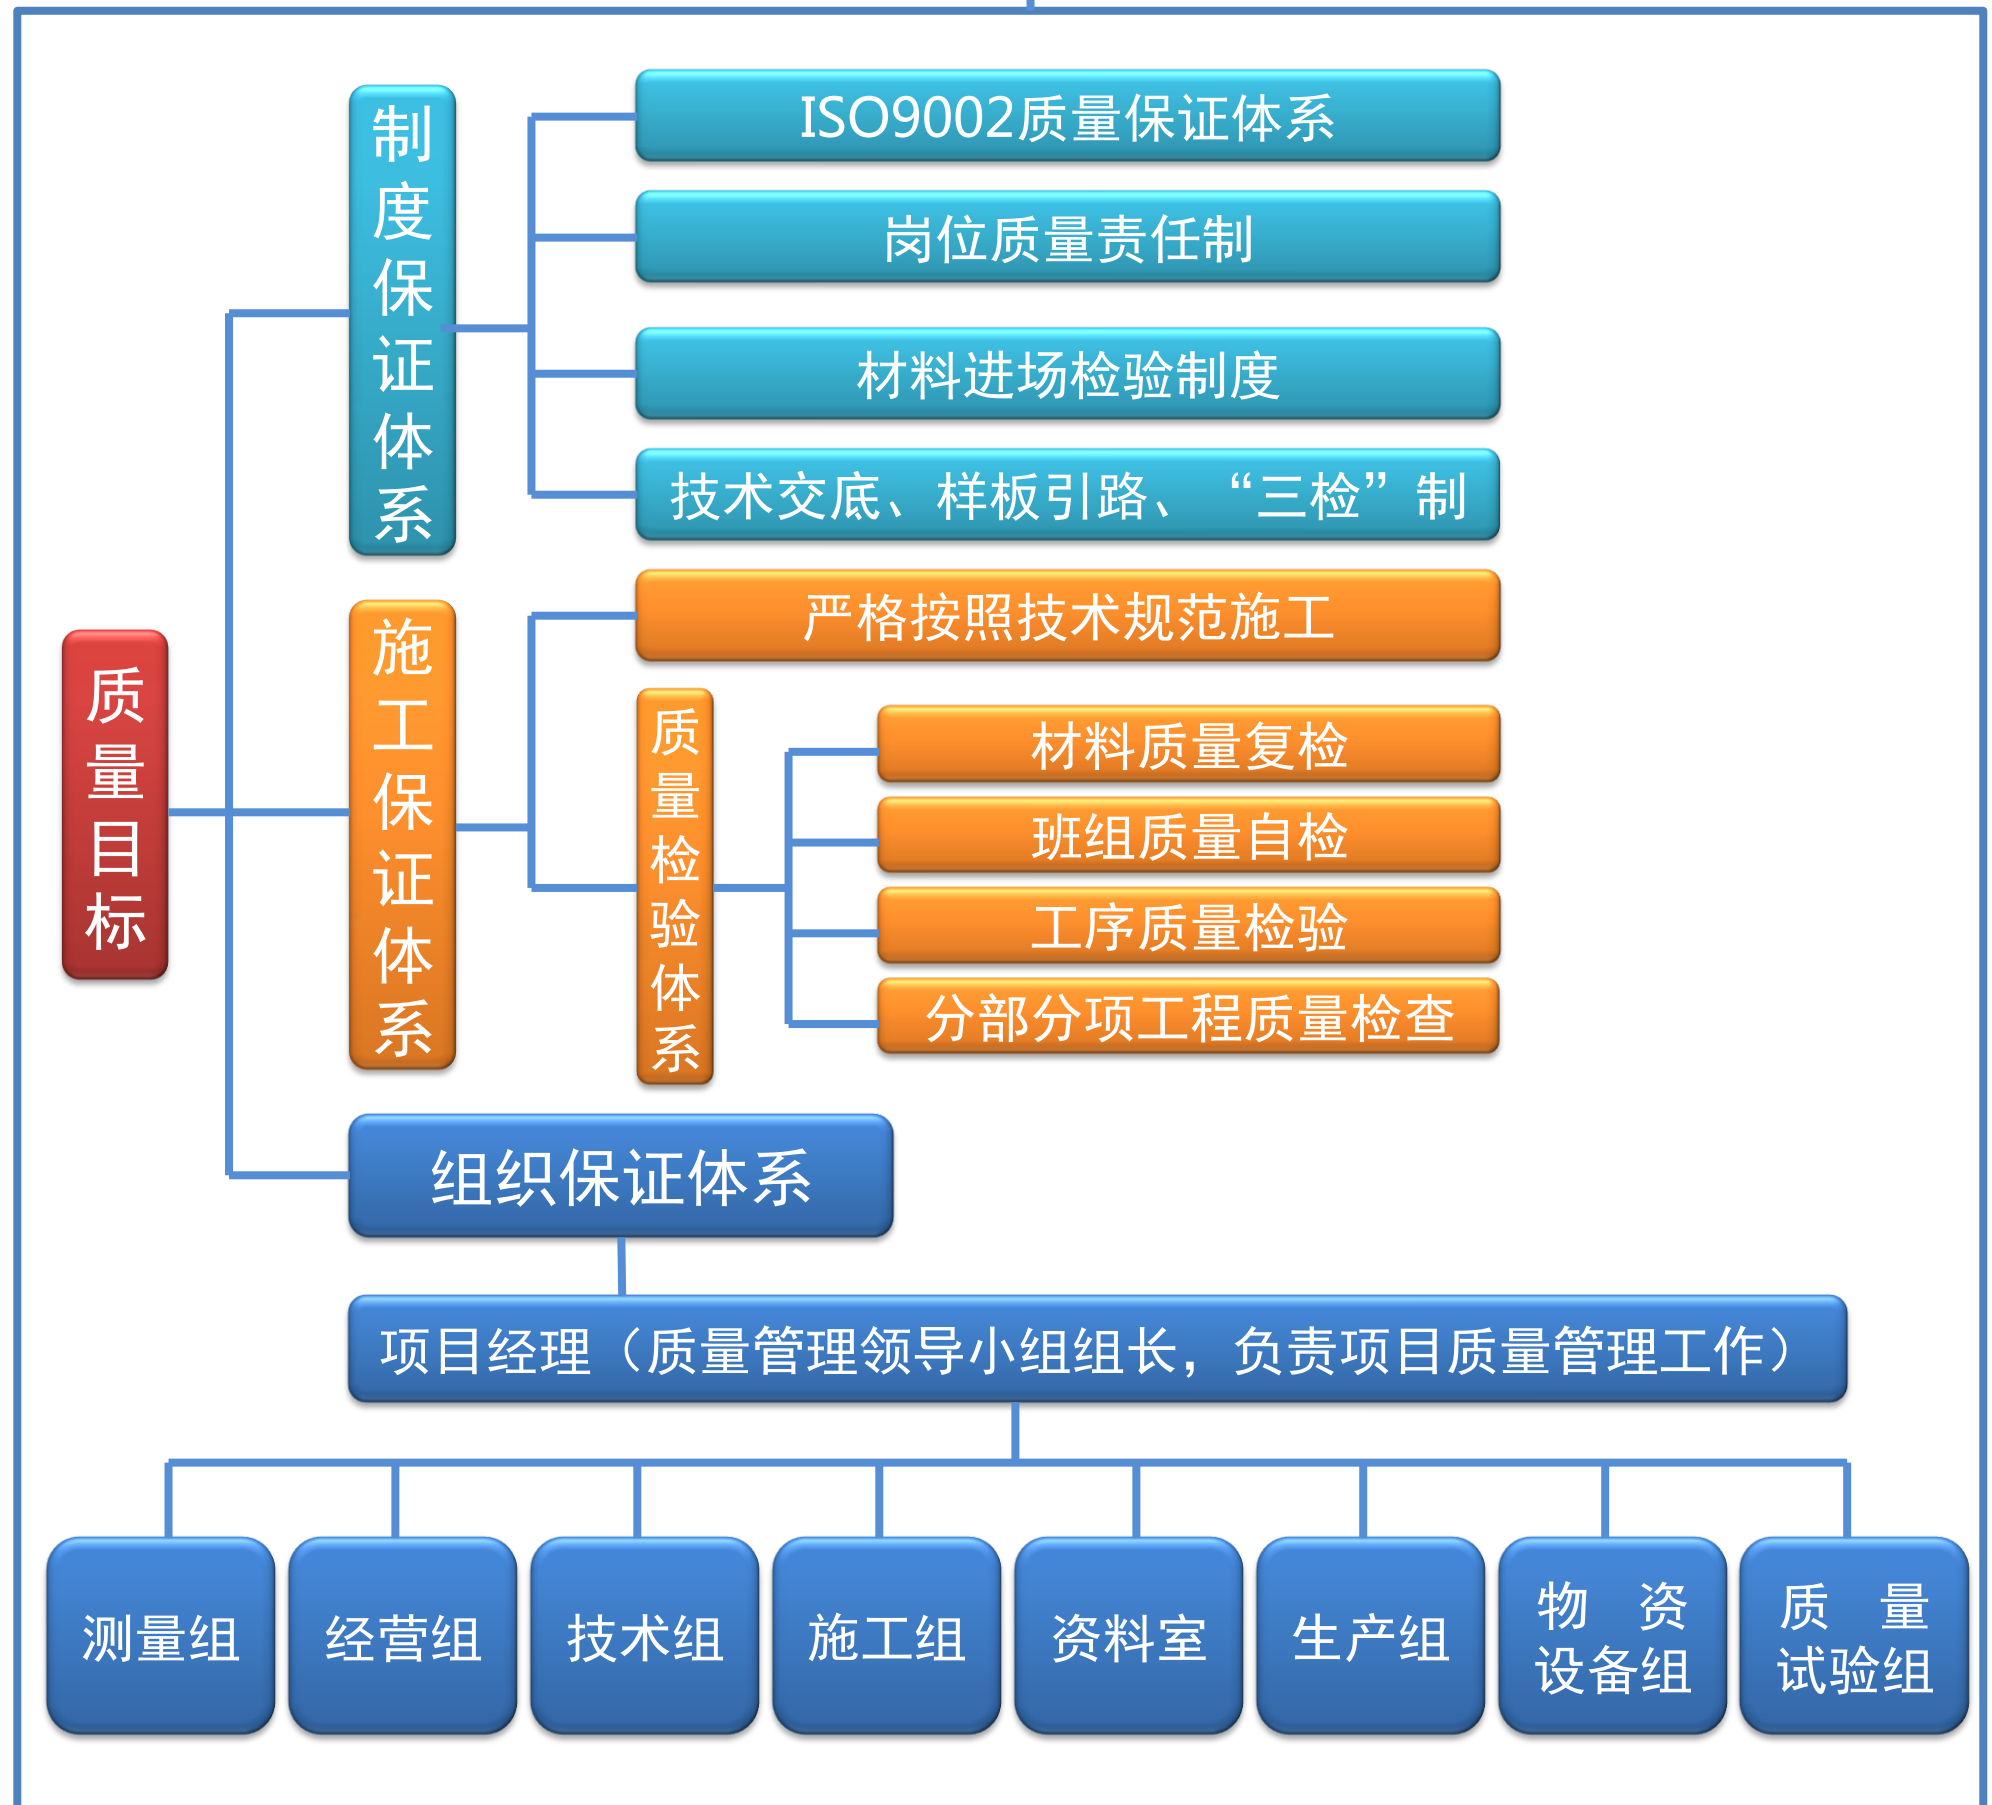 质量目标
制度保证体系
ISO9002质量保证体系
岗位质量责任制
材料进场检验制度
技术交底、样板引路、“三检”制
施工保证体系
严格按照技术规范施工
质量检验体系
材料质量复检
班组质量自检
工序质量检验
分部分项工程质量检查
组织保证体系
项目经理（质量管理领导小组组长，负责项目质量管理工作）
测量组
经营组
技术组
施工组
资料室
生产组
物 资
设备组
质 量
试验组